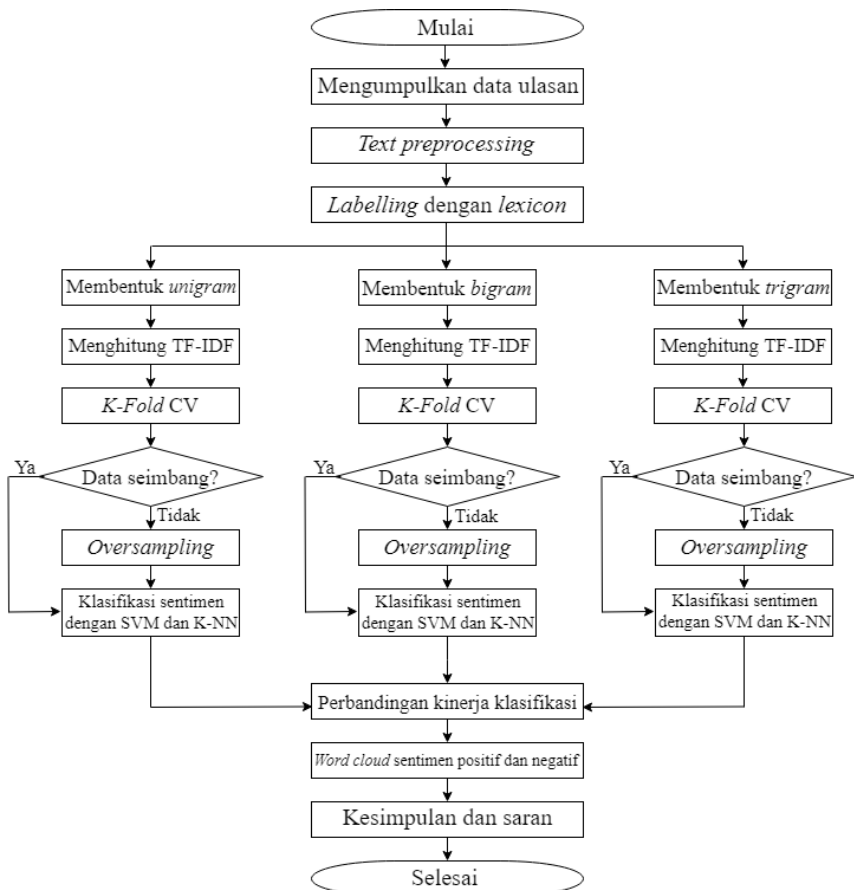 Mulai
Mengumpulkan data ulasan
Text preprocessing
Labelling dengan lexicon
Membentuk unigram
Membentuk bigram
Membentuk trigram
Menghitung TF-IDF
Menghitung TF-IDF
Menghitung TF-IDF
K-Fold CV
K-Fold CV
K-Fold CV
Ya
Data seimbang?
Ya
Data seimbang?
Ya
Data seimbang?
Tidak
Tidak
Tidak
Oversampling
Oversampling
Oversampling
Klasifikasi sentimen
dengan SVM dan K-NN
Klasifikasi sentimen
dengan SVM dan K-NN
Klasifikasi sentimen
dengan SVM dan K-NN
Perbandingan kinerja klasifikasi
Word cloud sentimen positif dan negatif
Kesimpulan dan saran
Selesai